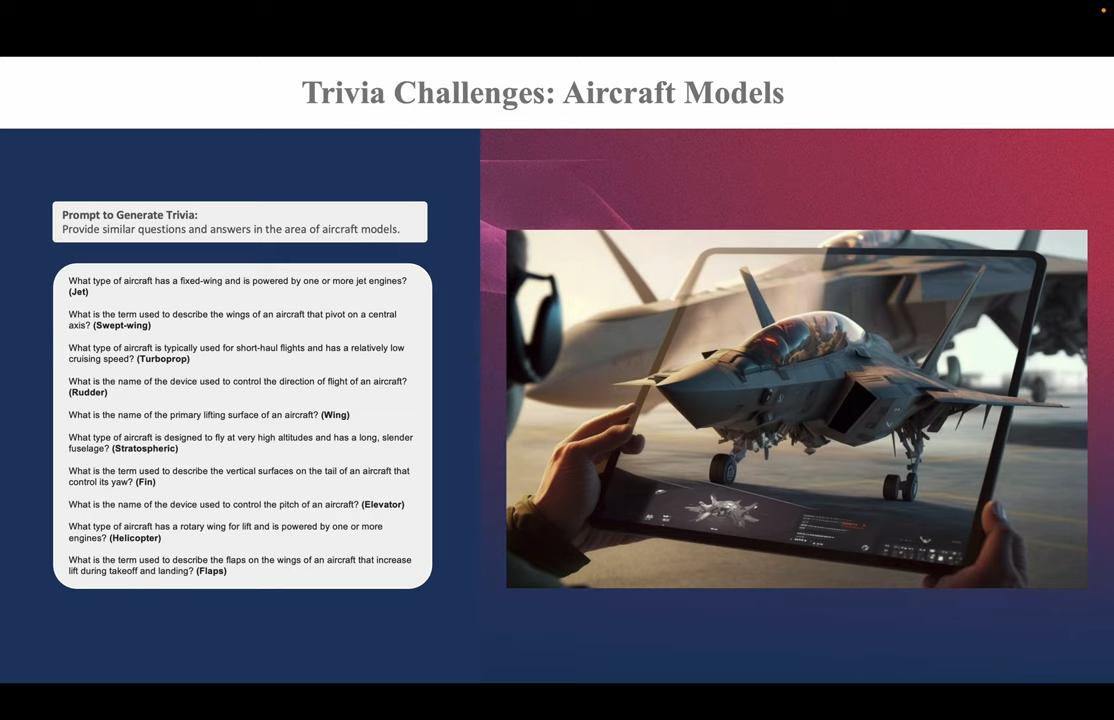 Trivia Challenges: Aircraft Models
Prompt to Generate Trivia:
Provide similar questions and answers in the area of aircraft models.
What type of aircraft has a fixed-wing and is powered by one or more jet engines?
(Jet)
What is the term used to describe the wings of an aircraft that pivot on a central
axis? (Swept-wing)
What type of aircraft is typically used for short-haul flights and has a relatively low
cruising speed? (Turboprop)
What is the name of the device used to control the direction of flight of an aircraft?
(Rudder)
What is the name of the primary lifting surface of an aircraft? (Wing)
What type of aircraft is designed to fly at very high altitudes and has a long, slender
fuselage? (Stratospheric)
What is the term used to describe the vertical surfaces on the tail of an aircraft that
control its yaw? (Fin)
What is the name of the device used to control the pitch of an aircraft? (Elevator)
What type of aircraft has a rotary wing for lift and is powered by one or more
engines? (Helicopter)
What is the term used to describe the flaps on the wings of an aircraft that increase
lift during takeoff and landing? (Flaps)